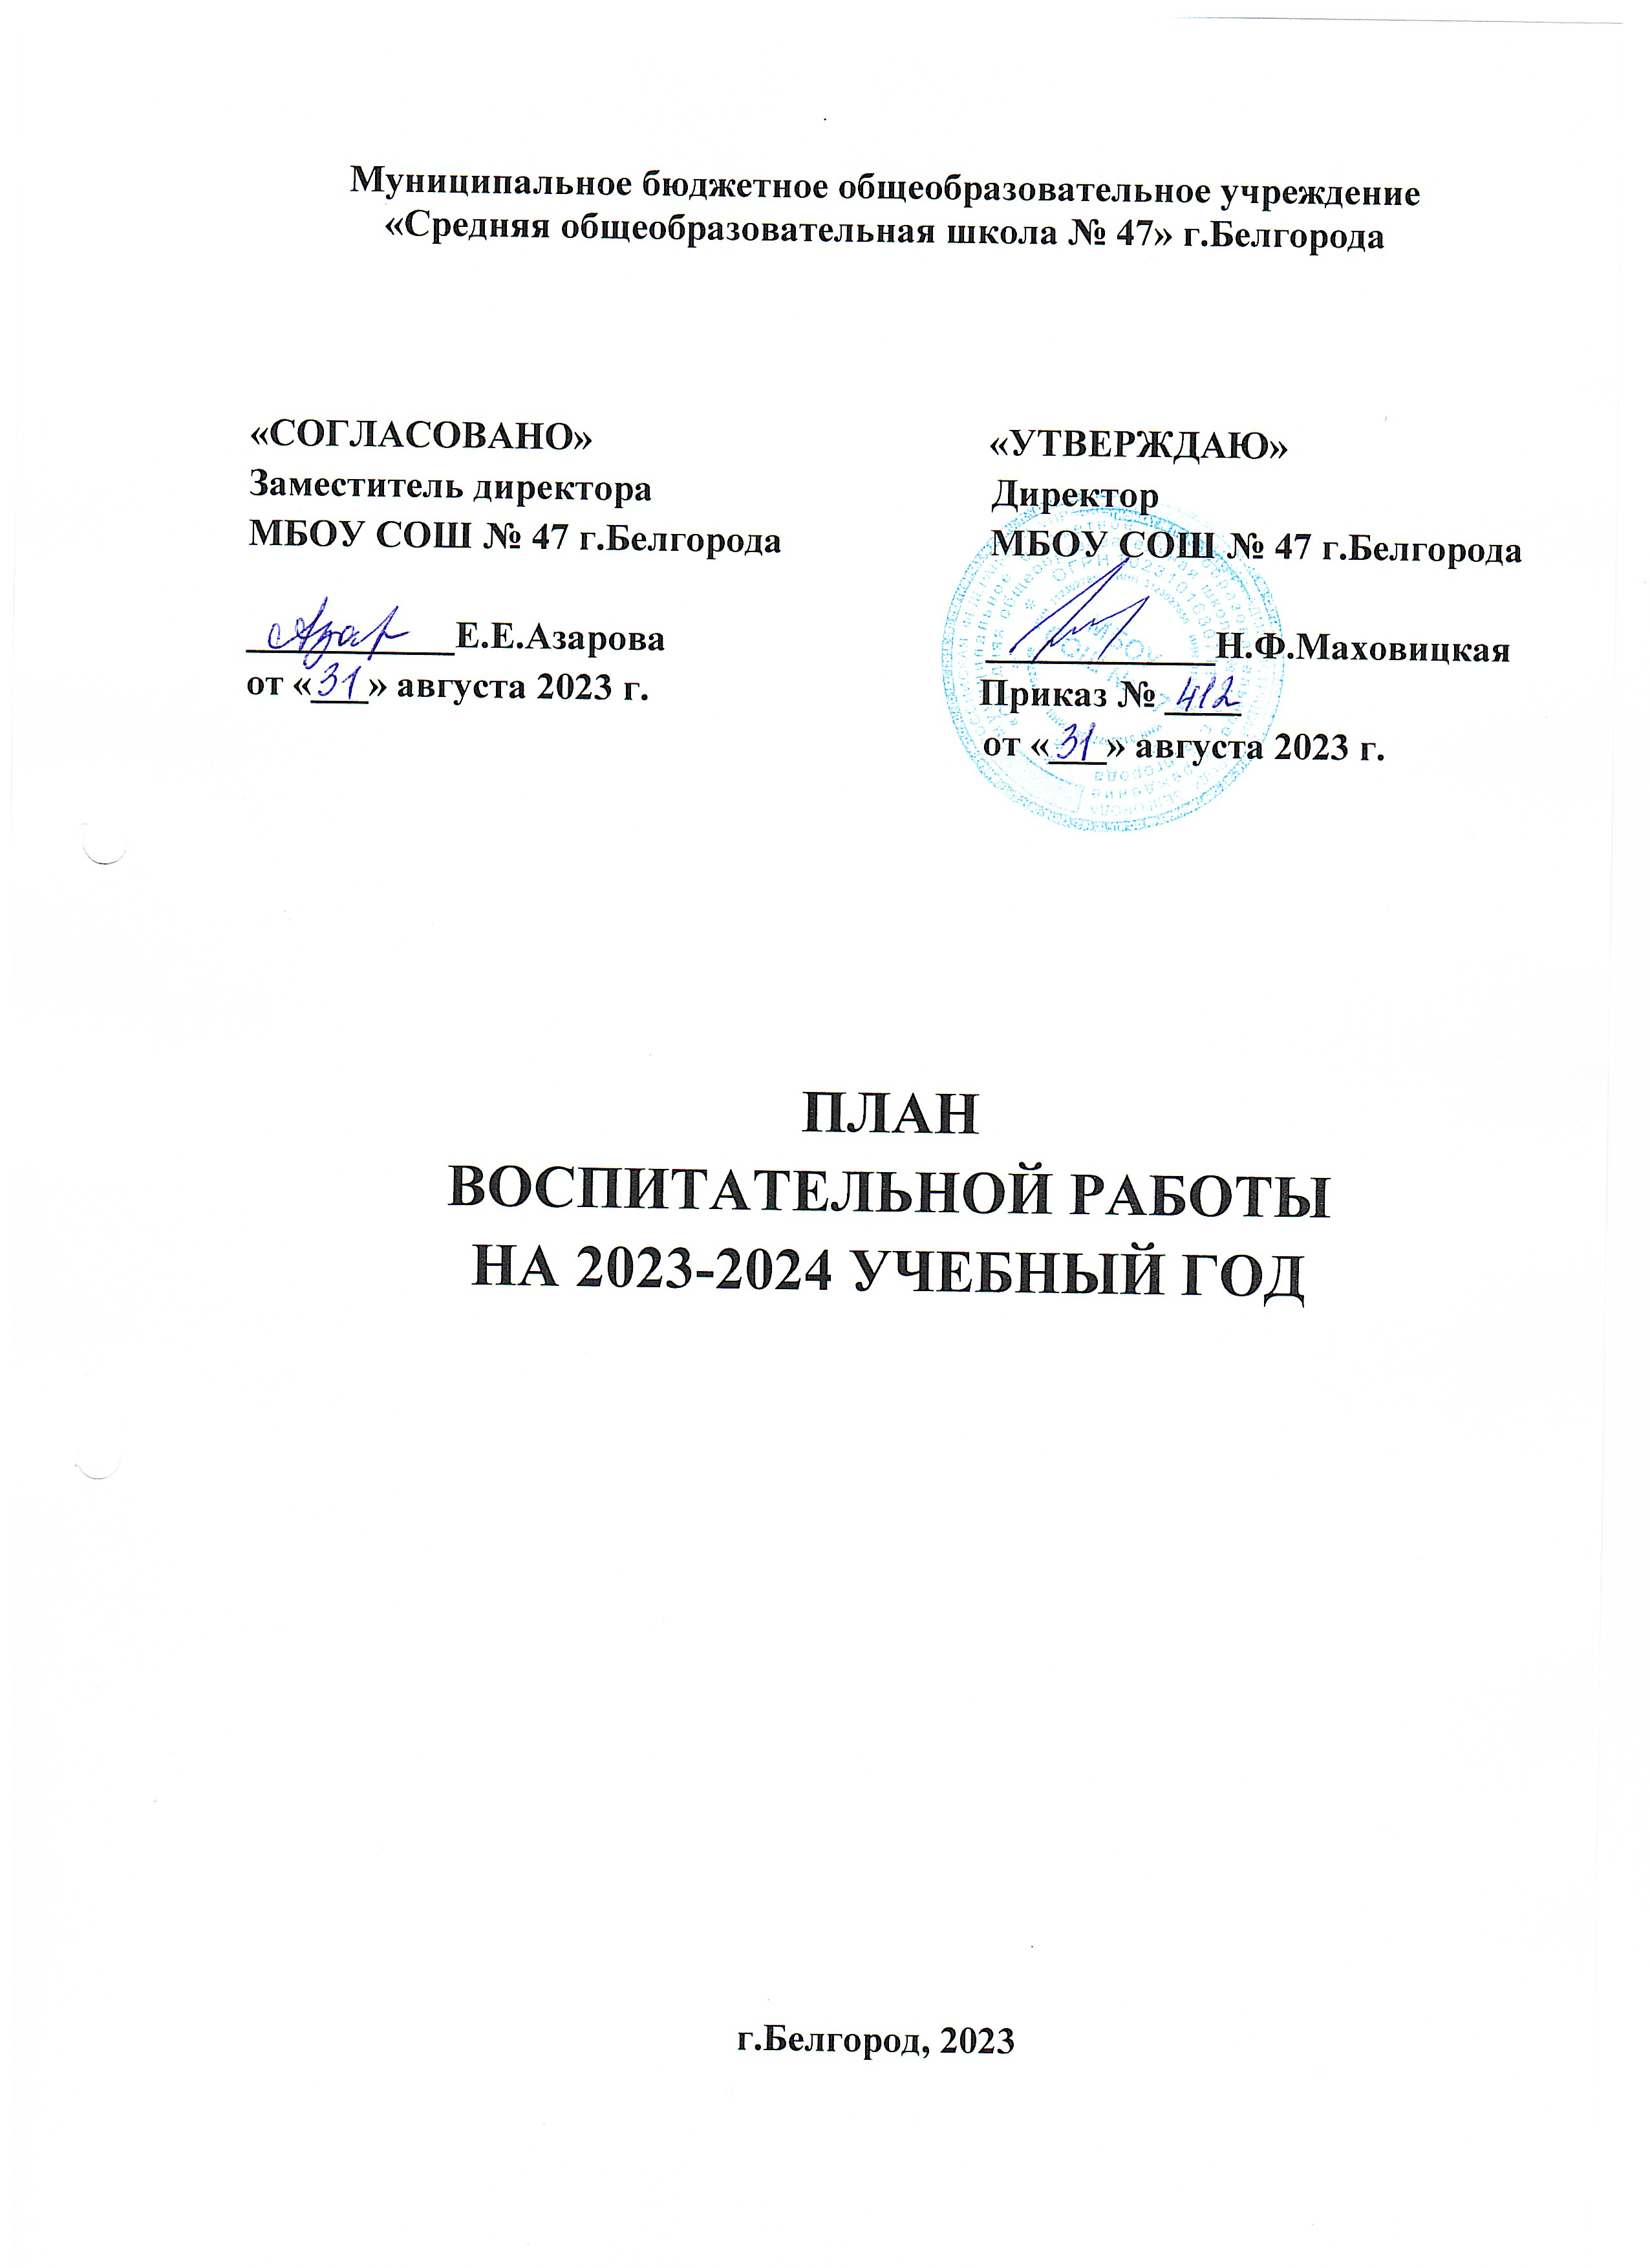 Муниципальное бюджетное общеобразовательное учреждение
«Средняя общеобразовательная школа № 47» г.Белгорода
«СОГЛАСОВАНО»
Заместитель директора
МБОУ СОШ № 47 г.Белгорода
Е.Е.Азарова
от «31» августа 2023 г.
«УТВЕРЖДАЮ»
Директор
МБОУ СОШ № 47 г.Белгорода
Н.Ф.Маховицкая
Приказ № 412
от «31» августа 2023 г.
ПЛАН
ВОСПИТАТЕЛЬНОЙ РАБОТЫ
НА 2023-2024 УЧЕБНЫЙ ГОД
г.Белгород, 2023